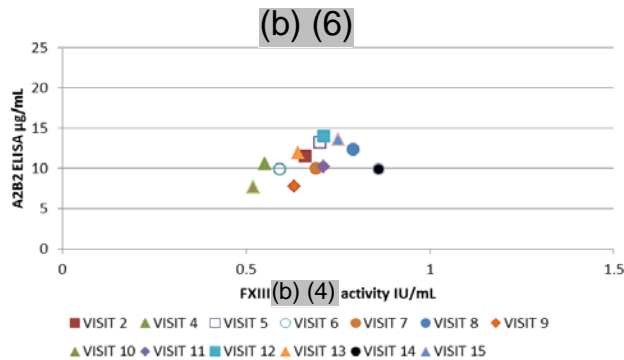 (b) (6)
25
20
15
10
5
0
A2B2 ELISA µg/mL
0 0.5 1 1.5
FXIII (b) (4) activity IU/mL
VISIT 2 VISIT 4 VISIT 5 VISIT 6 VISIT 7 VISIT 8 VISIT 9
VISIT 10 VISIT 11 VISIT 12 VISIT 13 VISIT 14 VISIT 15